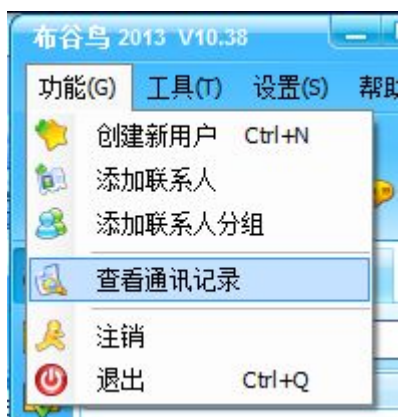 布谷鸟 2013 V10.38
功能(G) 工具(T) 设置(S) 帮助
创建新用户 Ctrl+N
添加联系人
添加联系人分组
查看通讯记录
注销
退出 Ctrl+Q